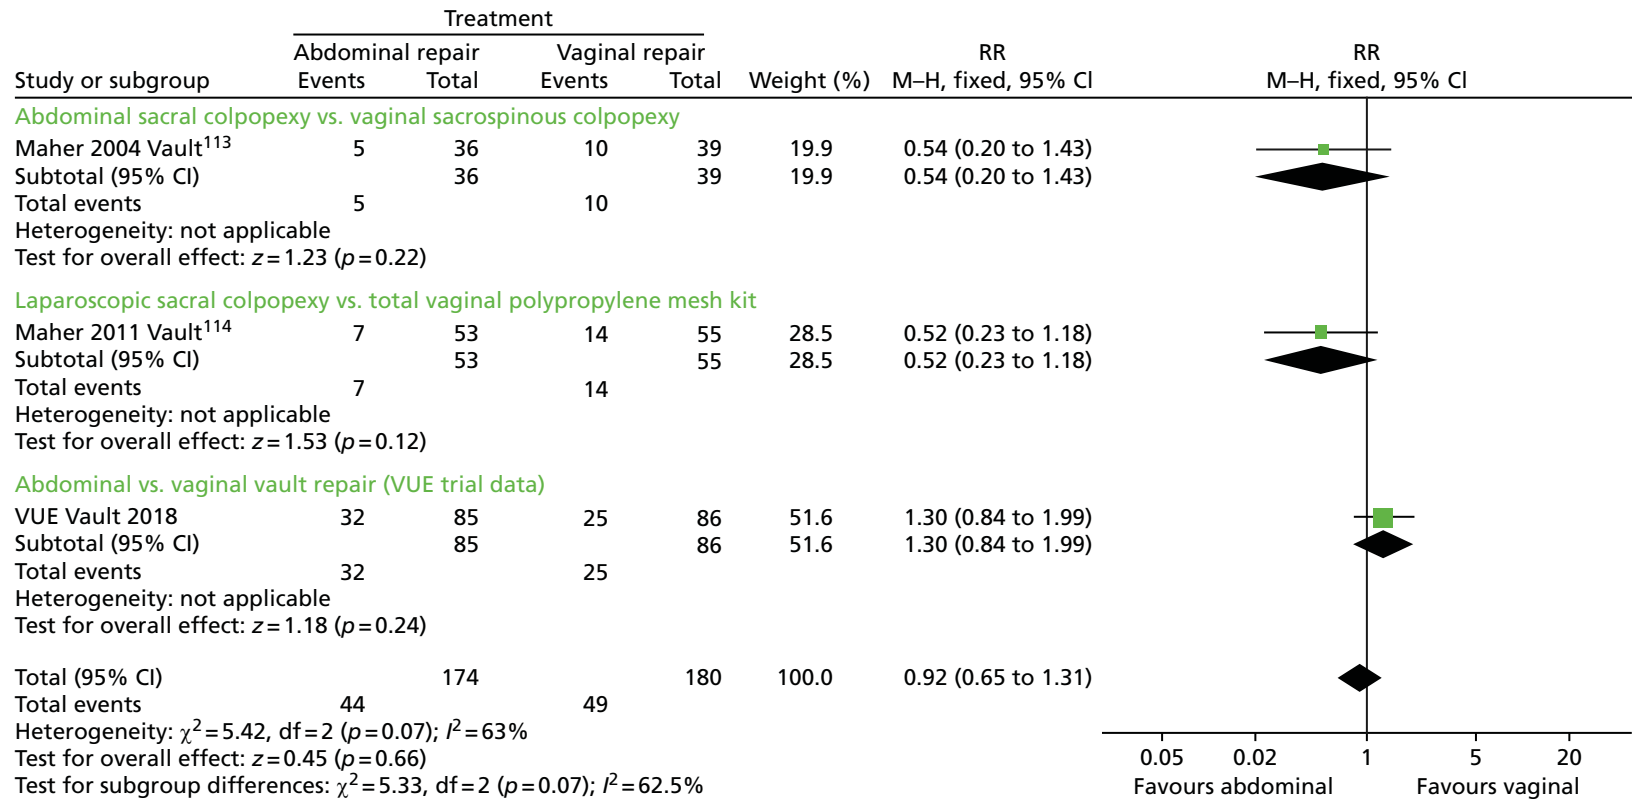 Treatment
Abdominal repair Vaginal repair RR RR
Study or subgroup Events Total Events Total Weight (%) M–H, fixed, 95% CI M–H, fixed, 95% CI
Abdominal sacral colpopexy vs. vaginal sacrospinous colpopexy
Maher 2004 Vault113 5 36 10 39 19.9 0.54 (0.20 to 1.43)
Subtotal (95% CI) 36 39 19.9 0.54 (0.20 to 1.43)
Total events 5 10
Heterogeneity: not applicable
Test for overall effect: z=1.23 (p=0.22)
Laparoscopic sacral colpopexy vs. total vaginal polypropylene mesh kit
Maher 2011 Vault114 7 53 14 55 28.5 0.52 (0.23 to 1.18)
Subtotal (95% CI) 53 55 28.5 0.52 (0.23 to 1.18)
Total events 7 14
Heterogeneity: not applicable
Test for overall effect: z=1.53 (p=0.12)
Abdominal vs. vaginal vault repair (VUE trial data)
VUE Vault 2018 32 85 25 86 51.6 1.30 (0.84 to 1.99)
Subtotal (95% CI) 85 86 51.6 1.30 (0.84 to 1.99)
Total events 32 25
Heterogeneity: not applicable
Test for overall effect: z=1.18 (p=0.24)
Total (95% CI) 174 180 100.0 0.92 (0.65 to 1.31)
Total events 44 49
Heterogeneity: χ2=5.42, df=2 (p=0.07); I2=63%
Test for overall effect: z=0.45 (p=0.66)
Test for subgroup differences: χ2=5.33, df=2 (p=0.07); I2=62.5%
0.05 0.02 1 5 20
Favours abdominal Favours vaginal